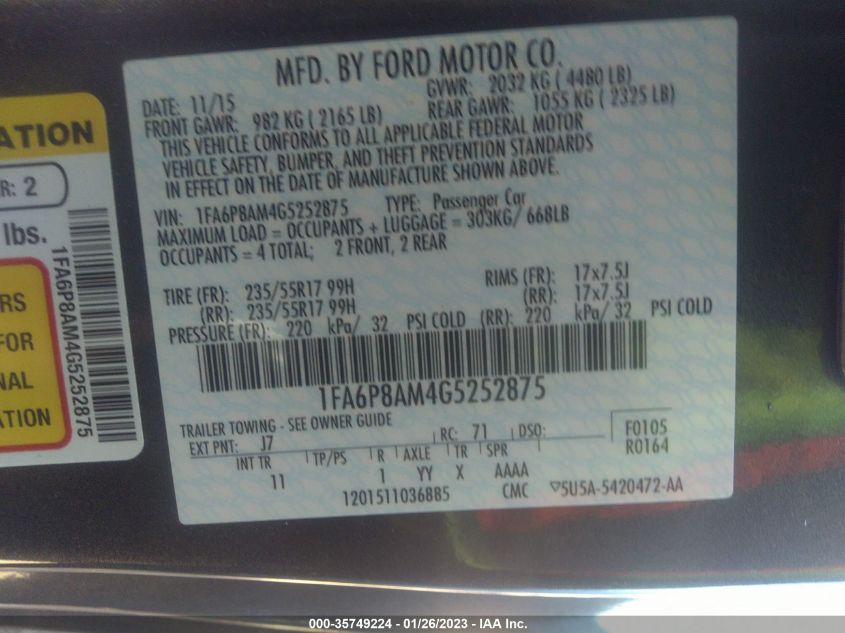 MFD. BY FORD MOTOR CO.
DATE: 11/15
GVWR: 2032 KG ( 4480 LB)
FRONT GAWR: 982 KG ( 2165 LB)
REAR GAWR: 1055 KG ( 2325 LB)
THIS VEHICLE CONFORMS TO ALL APPLICABLE FEDERAL MOTOR
VEHICLE SAFETY, BUMPER, AND THEFT PREVENTION STANDARDS
IN EFFECT ON THE DATE OF MANUFACTURE SHOWN ABOVE.
VIN: 1FA6P8AM4G5252875 TYPE: Passenger Car
MAXIMUM LOAD = OCCUPANTS + LUGGAGE = 303KG/ 668LB
OCCUPANTS = 4 TOTAL; 2 FRONT, 2 REAR
TIRE (FR): 235/55R17 99H RIMS (FR): 17x7.5J
(RR): 235/55R17 99H (RR): 17x7.5J
PRESSURE (FR): 220 kPa/ 32 PSI COLD (RR): 220 kPa/ 32 PSI COLD
1FA6P8AM4G5252875
TRAILER TOWING - SEE OWNER GUIDE
EXT PNT: J7 RC: 71 DSO: F0105
INT TR TP/PS R AXLE TR SPR R0164
11 1 YY X AAAA
1201511036885 CMC ▽5U5A-5420472-AA
ATION
R: 2
lbs.
1FA6P8AM4G5252875
RS
FOR
NAL
ATION
000-35749224 - 01/26/2023 - IAA Inc.